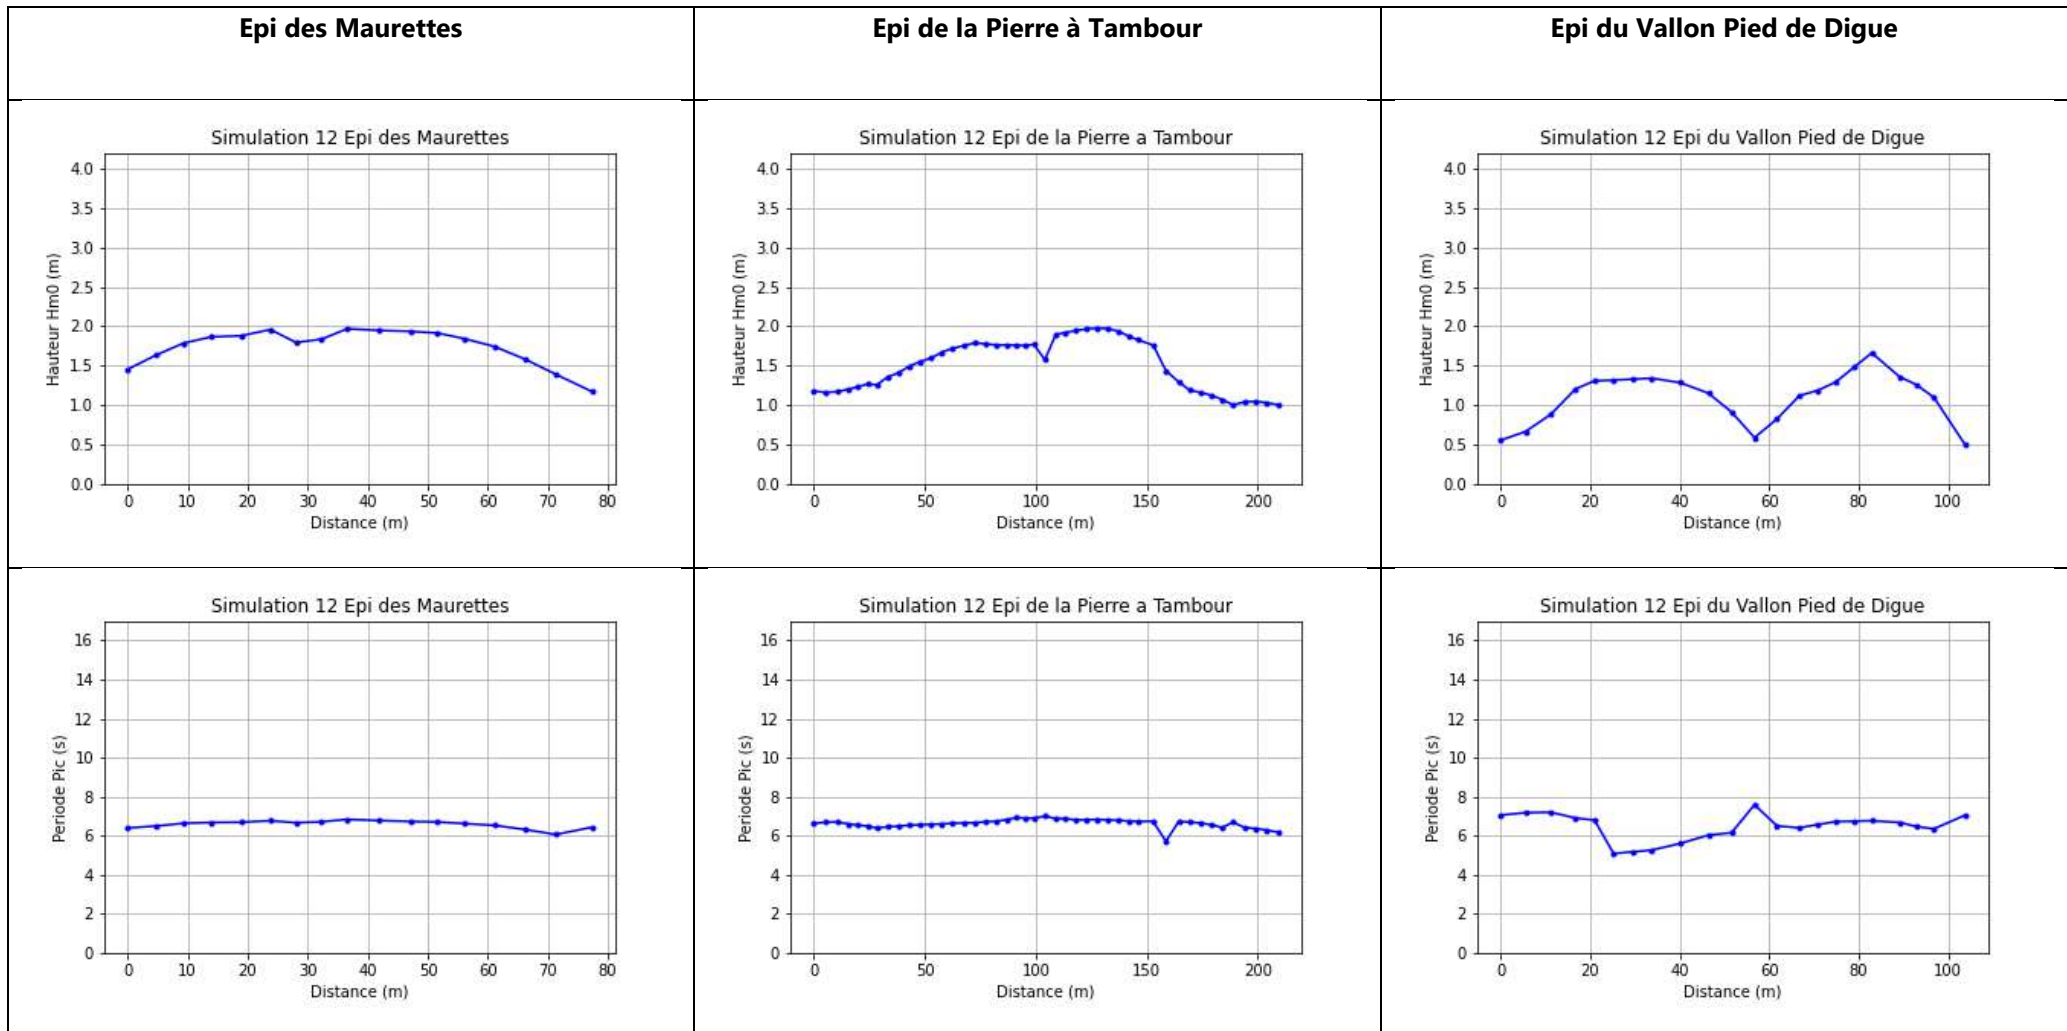 Epi des Maurettes
Epi de la Pierre à Tambour
Epi du Vallon Pied de Digue
Simulation 12 Epi des Maurettes
4.0
3.5
3.0
2.5
2.0
1.5
1.0
0.5
0.0
Hauteur Hm0 (m)
0 10 20 30 40 50 60 70 80
Distance (m)
Simulation 12 Epi de la Pierre a Tambour
4.0
3.5
3.0
2.5
2.0
1.5
1.0
0.5
0.0
Hauteur Hm0 (m)
0 50 100 150 200
Distance (m)
Simulation 12 Epi du Vallon Pied de Digue
4.0
3.5
3.0
2.5
2.0
1.5
1.0
0.5
0.0
Hauteur Hm0 (m)
0 20 40 60 80 100
Distance (m)
Simulation 12 Epi des Maurettes
16
14
12
10
8
6
4
2
0
Periode Pic (s)
0 10 20 30 40 50 60 70 80
Distance (m)
Simulation 12 Epi de la Pierre a Tambour
16
14
12
10
8
6
4
2
0
Periode Pic (s)
0 50 100 150 200
Distance (m)
Simulation 12 Epi du Vallon Pied de Digue
16
14
12
10
8
6
4
2
0
Periode Pic (s)
0 20 40 60 80 100
Distance (m)